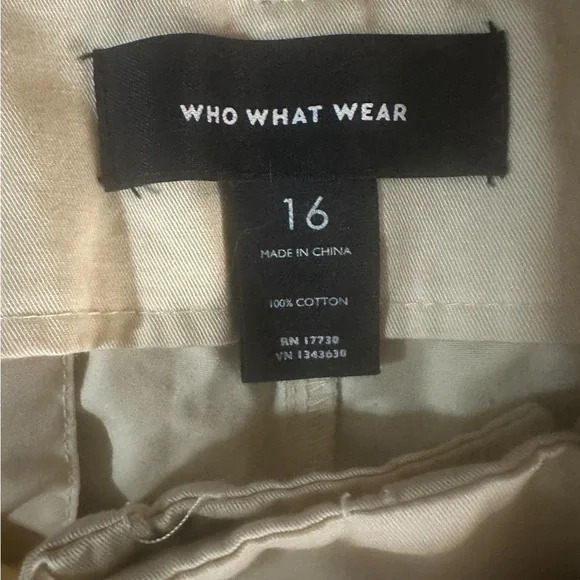 WHO WHAT WEAR
16
MADE IN CHINA
100% COTTON
RN 17730
VN 1343630